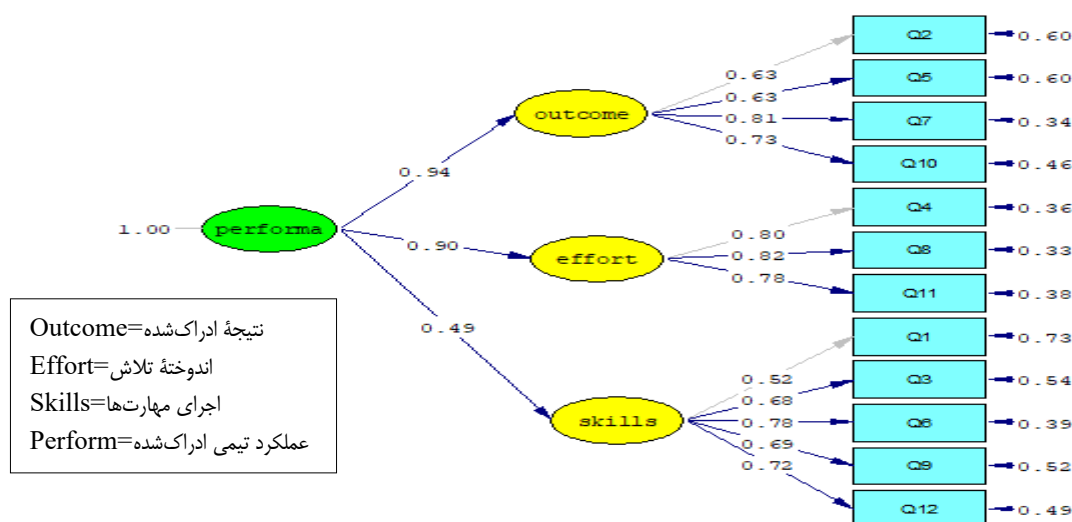 Q2
0.60
0.63
Q5
0.60
0.63
outcome
0.81
Q7
0.34
0.73
Q10
0.46
0.94
Q4
0.36
1.00
performa
0.80
0.90
0.82
Q8
0.33
effort
0.78
Q11
0.38
0.49
Q1
0.73
0.52
Q3
0.54
0.68
skills
0.78
Q6
0.39
0.69
Q9
0.52
0.72
Q12
0.49
Outcome=نتیجهٔ ادراک‌شده
Effort=اندوختهٔ تلاش
Skills=اجرای مهارت‌ها
Perform=عملکرد تیمی ادراک‌شده